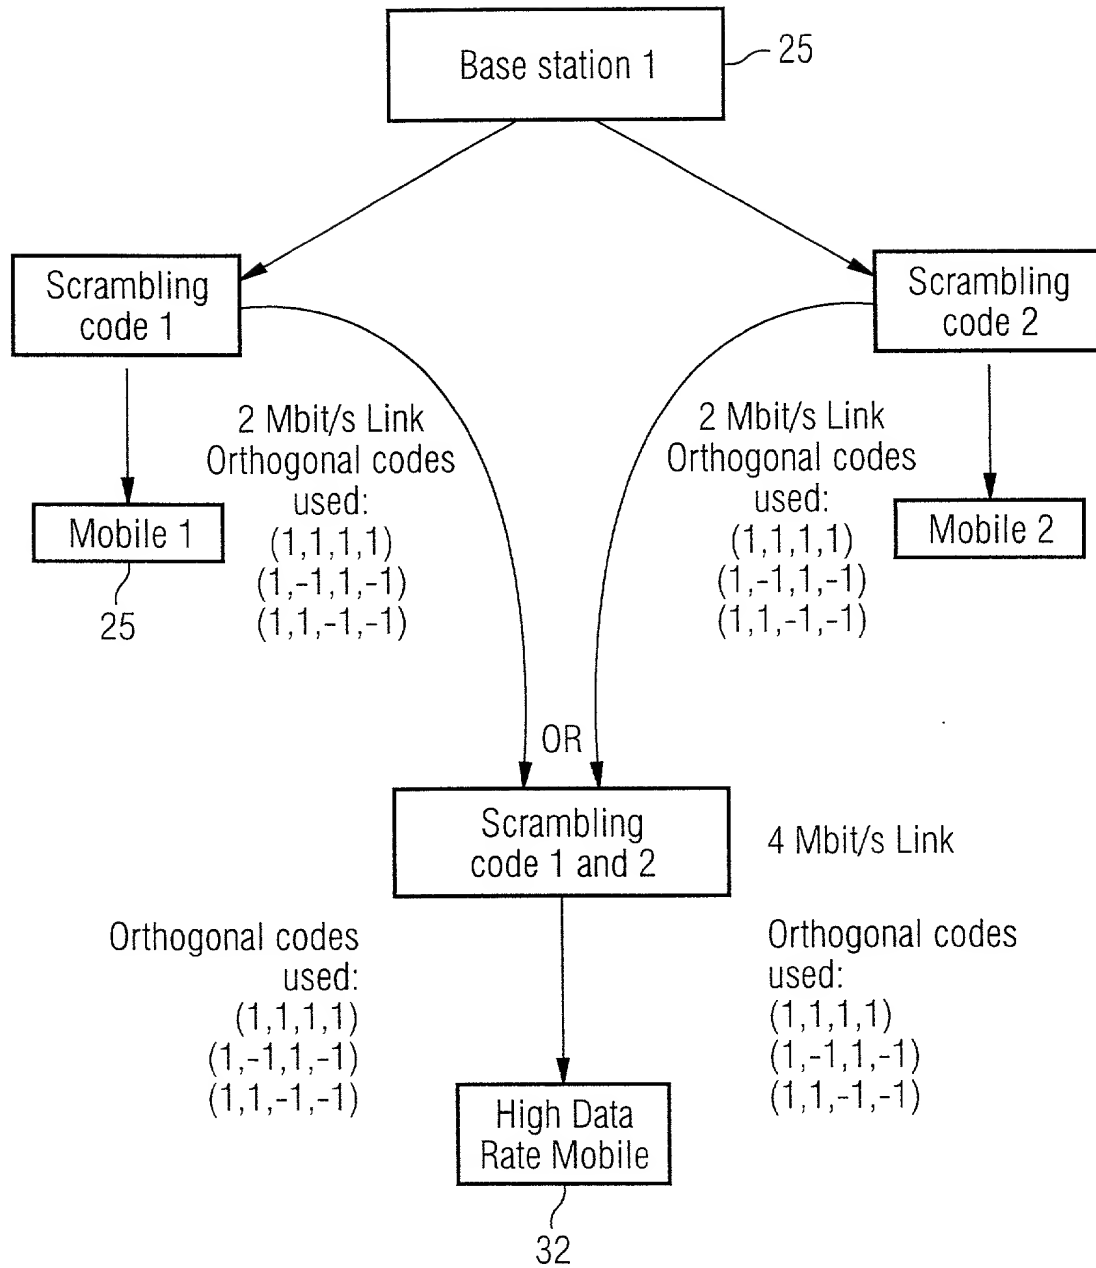 Base station 1
25
Scrambling
code 1
Scrambling
code 2
2 Mbit/s Link
Orthogonal codes
used:
(1,1,1,1)
(1,-1,1,-1)
(1,1,-1,-1)
2 Mbit/s Link
Orthogonal codes
used:
(1,1,1,1)
(1,-1,1,-1)
(1,1,-1,-1)
Mobile 1
25
Mobile 2
OR
Scrambling
code 1 and 2
4 Mbit/s Link
Orthogonal codes
used:
(1,1,1,1)
(1,-1,1,-1)
(1,1,-1,-1)
Orthogonal codes
used:
(1,1,1,1)
(1,-1,1,-1)
(1,1,-1,-1)
High Data
Rate Mobile
32